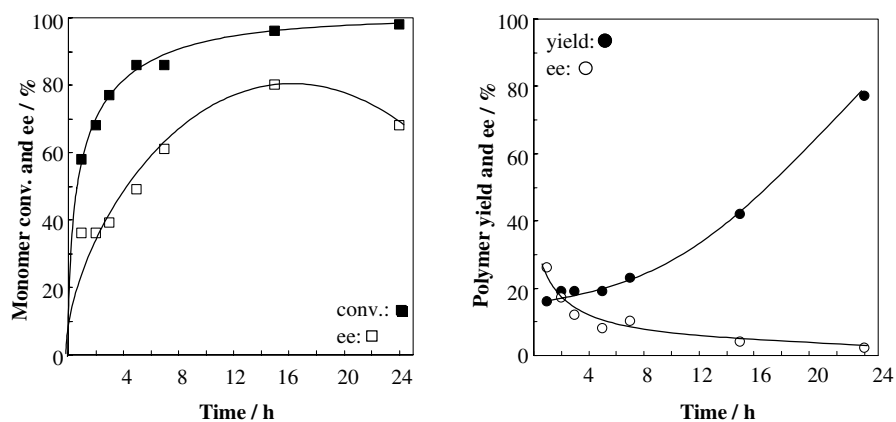 Monomer conv. and ee / %
100
80
60
40
20
0
conv.:
ee:
4 8 12 16 20 24
Time / h
Polymer yield and ee / %
100
80
60
40
20
0
yield:
ee:
4 8 12 16 20 24
Time / h